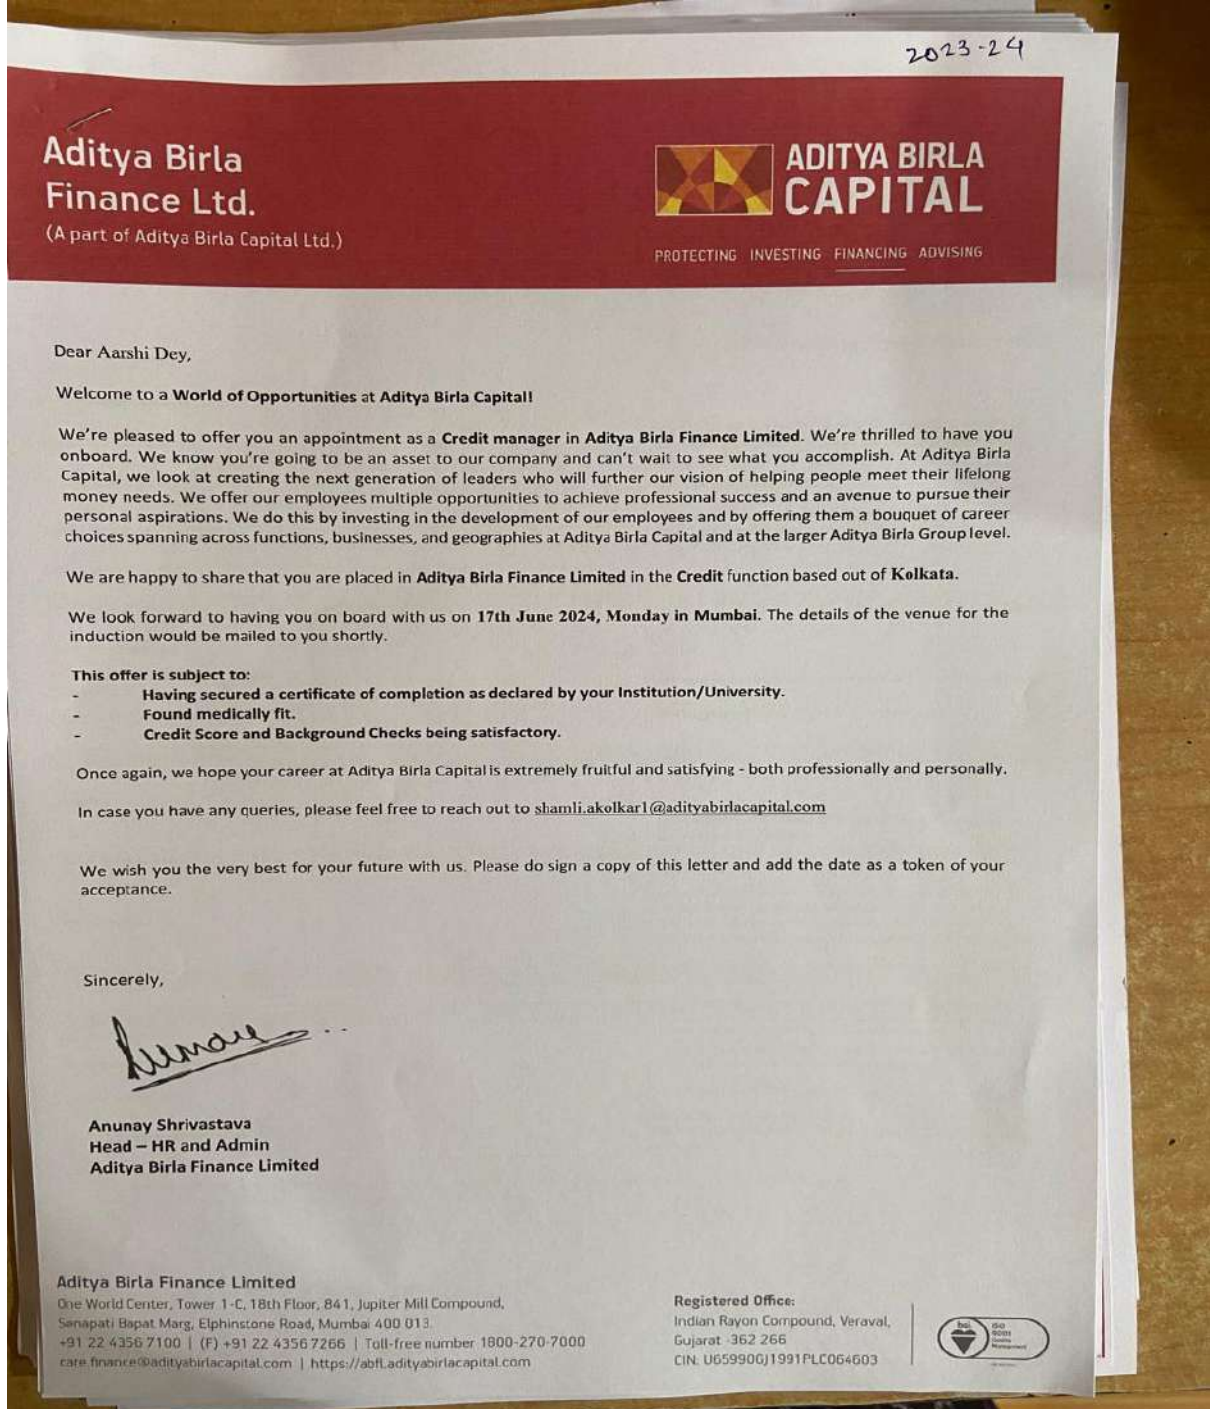 2023-24
Aditya Birla
Finance Ltd.
(A part of Aditya Birla Capital Ltd.)
ADITYA BIRLA
CAPITAL
PROTECTING INVESTING FINANCING ADVISING
Dear Aarshi Dey,
Welcome to a World of Opportunities at Aditya Birla Capital!
We're pleased to offer you an appointment as a Credit manager in Aditya Birla Finance Limited. We're thrilled to have you
onboard. We know you're going to be an asset to our company and can't wait to see what you accomplish. At Aditya Birla
Capital, we look at creating the next generation of leaders who will further our vision of helping people meet their lifelong
money needs. We offer our employees multiple opportunities to achieve professional success and an avenue to pursue their
personal aspirations. We do this by investing in the development of our employees and by offering them a bouquet of career
choices spanning across functions, businesses, and geographies at Aditya Birla Capital and at the larger Aditya Birla Group level.
We are happy to share that you are placed in Aditya Birla Finance Limited in the Credit function based out of Kolkata.
We look forward to having you on board with us on 17th June 2024, Monday in Mumbai. The details of the venue for the
induction would be mailed to you shortly.
This offer is subject to:
- Having secured a certificate of completion as declared by your Institution/University.
- Found medically fit.
- Credit Score and Background Checks being satisfactory.
Once again, we hope your career at Aditya Birla Capital is extremely fruitful and satisfying - both professionally and personally.
In case you have any queries, please feel free to reach out to shamli.akolkar1@adityabirlacapital.com
We wish you the very best for your future with us. Please do sign a copy of this letter and add the date as a token of your
acceptance.
Sincerely,
Anunay Shrivastava
Head – HR and Admin
Aditya Birla Finance Limited
Aditya Birla Finance Limited
One World Center, Tower 1-C, 18th Floor, 841, Jupiter Mill Compound,
Senapati Bapat Marg, Elphinstone Road, Mumbai 400 013.
+91 22 4356 7100 | (F) +91 22 4356 7266 | Toll-free number 1800-270-7000
care.finance@adityabirlacapital.com | https://abfl.adityabirlacapital.com
Registered Office:
Indian Rayon Compound, Veraval,
Gujarat -362 266
CIN: U65990GJ1991PLC064603
bsi.
ISO
9001
Quality
Management